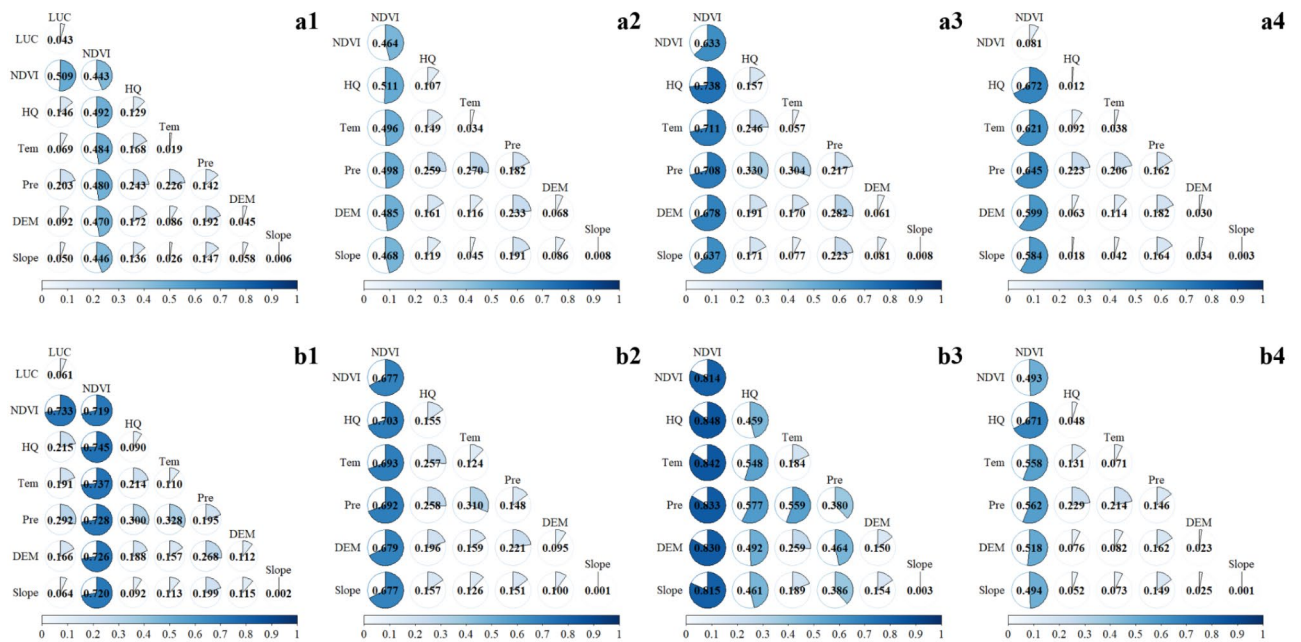 LUC a1 NDVI a2 NDVI a3 NDVI a4
LUC 0.043 NDVI NDVI 0.464 HQ NDVI 0.633 HQ NDVI 0.081 HQ
NDVI 0.509 0.443 HQ HQ 0.511 0.107 Tem HQ 0.738 0.157 Tem HQ 0.672 0.012 Tem
HQ 0.146 0.492 0.129 Tem Tem 0.496 0.149 0.034 Pre Tem 0.711 0.246 0.057 Pre Tem 0.621 0.092 0.038 Pre
Tem 0.069 0.484 0.168 0.019 Pre Pre 0.498 0.259 0.270 0.182 DEM Pre 0.708 0.330 0.304 0.217 DEM Pre 0.645 0.223 0.206 0.162 DEM
Pre 0.203 0.480 0.243 0.226 0.142 DEM DEM 0.485 0.161 0.116 0.233 0.068 Slope DEM 0.678 0.191 0.170 0.282 0.061 Slope DEM 0.599 0.063 0.114 0.182 0.030 Slope
DEM 0.092 0.470 0.172 0.086 0.192 0.045 Slope
Slope 0.050 0.446 0.136 0.026 0.147 0.058 0.006 Slope 0.468 0.119 0.045 0.191 0.086 0.008 Slope 0.637 0.171 0.077 0.223 0.081 0.008 Slope 0.584 0.018 0.042 0.164 0.034 0.003
0 0.1 0.2 0.3 0.4 0.5 0.6 0.7 0.8 0.9 1 0 0.1 0.2 0.3 0.4 0.5 0.6 0.7 0.8 0.9 1 0 0.1 0.2 0.3 0.4 0.5 0.6 0.7 0.8 0.9 1 0 0.1 0.2 0.3 0.4 0.5 0.6 0.7 0.8 0.9 1
LUC b1 NDVI b2 NDVI b3 NDVI b4
LUC 0.061 NDVI NDVI 0.677 HQ NDVI 0.814 HQ NDVI 0.493 HQ
NDVI 0.733 0.719 HQ HQ 0.703 0.155 Tem HQ 0.848 0.459 Tem HQ 0.671 0.048 Tem
HQ 0.215 0.745 0.090 Tem Tem 0.693 0.257 0.124 Pre Tem 0.842 0.548 0.184 Pre Tem 0.558 0.131 0.071 Pre
Tem 0.191 0.737 0.214 0.110 Pre Pre 0.692 0.258 0.310 0.148 DEM Pre 0.833 0.577 0.559 0.380 DEM Pre 0.562 0.229 0.214 0.146 DEM
Pre 0.292 0.728 0.300 0.328 0.195 DEM DEM 0.679 0.196 0.159 0.221 0.095 Slope DEM 0.830 0.492 0.259 0.464 0.150 Slope DEM 0.518 0.076 0.082 0.162 0.023 Slope
DEM 0.166 0.726 0.188 0.157 0.268 0.112 Slope
Slope 0.064 0.720 0.092 0.113 0.199 0.115 0.002 Slope 0.677 0.157 0.126 0.151 0.100 0.001 Slope 0.815 0.461 0.189 0.386 0.154 0.003 Slope 0.494 0.052 0.073 0.149 0.025 0.001
0 0.1 0.2 0.3 0.4 0.5 0.6 0.7 0.8 0.9 1 0 0.1 0.2 0.3 0.4 0.5 0.6 0.7 0.8 0.9 1 0 0.1 0.2 0.3 0.4 0.5 0.6 0.7 0.8 0.9 1 0 0.1 0.2 0.3 0.4 0.5 0.6 0.7 0.8 0.9 1